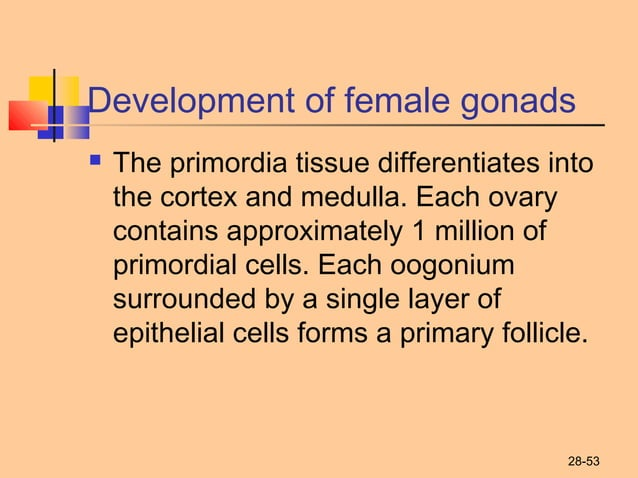 Development of female gonads
The primordia tissue differentiates into
the cortex and medulla. Each ovary
contains approximately 1 million of
primordial cells. Each oogonium
surrounded by a single layer of
epithelial cells forms a primary follicle.
28-53